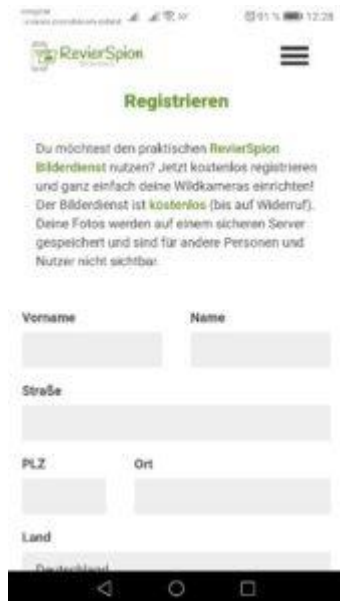 91 % 12:28
RevierSpion
Registrieren
Du möchtest den praktischen RevierSpion
Bilderdienst nutzen? Jetzt kostenlos registrieren
und ganz einfach deine Wildkameras einrichten!
Der Bilderdienst ist kostenlos (bis auf Widerruf).
Deine Fotos werden auf einem sicheren Server
gespeichert und sind für andere Personen und
Nutzer nicht sichtbar.
Vorname Name
Straße
PLZ Ort
Land
Deutschland